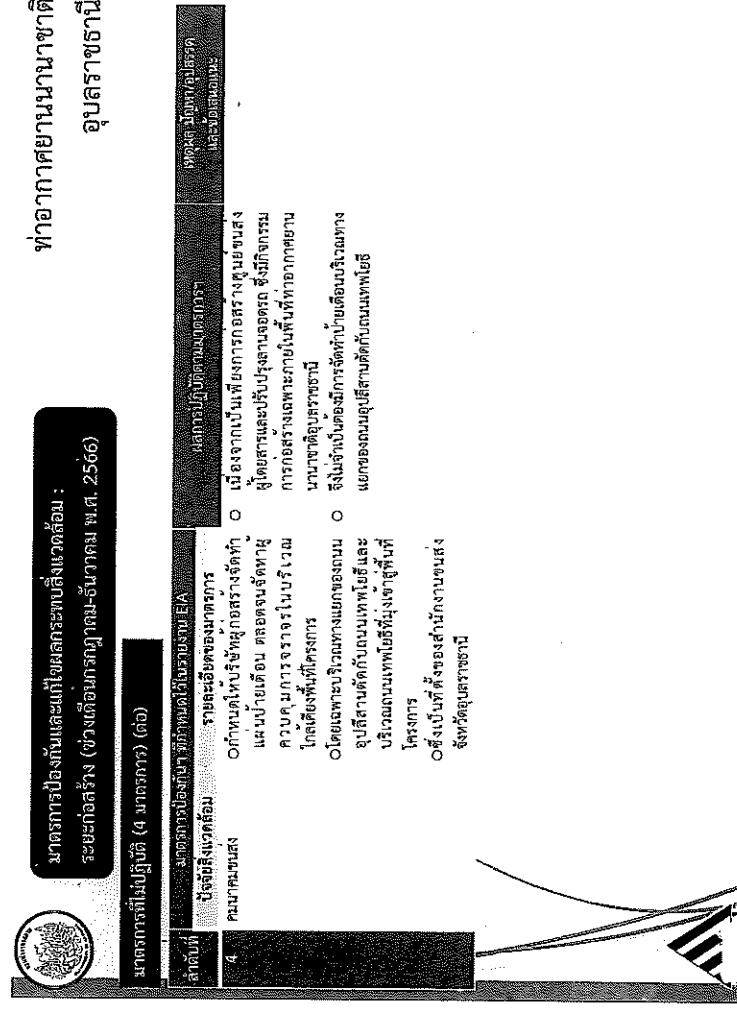 ท่าอากาศยานนานาชาติ
อุบลราชธานี
มาตรการป้องกันและแก้ไขผลกระทบสิ่งแวดล้อม :
ระยะก่อสร้าง (ช่วงเดือนกรกฎาคม-ธันวาคม พ.ศ. 2566)
มาตรการที่ไม่ปฏิบัติ (4 มาตรการ) (ต่อ)
ลำดับที่
มาตรการป้องกันฯ ที่กำหนดไว้ในรายงาน EIA
ปัจจัยสิ่งแวดล้อม
รายละเอียดของมาตรการ
ผลการปฏิบัติตามมาตรการฯ
เหตุผล ปัญหา/อุปสรรค
และข้อเสนอแนะ
4
คมนาคมขนส่ง
o กำหนดให้บริษัทผู้ก่อสร้างจัดทำ
แผ่นป้ายเตือน ตลอดจนจัดหาผู้
ควบคุมการจราจรในบริเวณ
ใกล้เคียงพื้นที่โครงการ
o โดยเฉพาะบริเวณทางแยกของถนน
อุปลีสานตัดกับถนนเทพโยธีและ
บริเวณถนนเทพโยธีที่มุ่งเข้าสู่พื้นที่
โครงการ
o ซึ่งเป็นที่ตั้งของสำนักงานขนส่ง
จังหวัดอุบลราชธานี
o เนื่องจากเป็นเพียงการก่อสร้างศูนย์ขนส่ง
ผู้โดยสารและปรับปรุงลานจอดรถ ซึ่งมีกิจกรรม
การก่อสร้างเฉพาะภายในพื้นที่ท่าอากาศยาน
นานาชาติอุบลราชธานี
o จึงไม่จำเป็นต้องมีการจัดทำป้ายเตือนบริเวณทาง
แยกของถนนอุปลีสานตัดกับถนนเทพโยธี